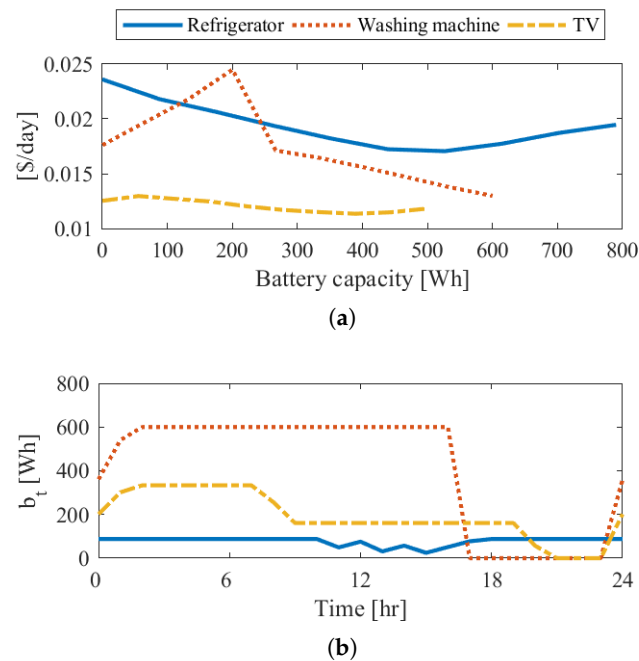 Refrigerator Washing machine TV
[$/day]
0.025
0.02
0.015
0.01
0 100 200 300 400 500 600 700 800
Battery capacity [Wh]
(a)
b_t [Wh]
800
600
400
200
0
0 6 12 18 24
Time [hr]
(b)